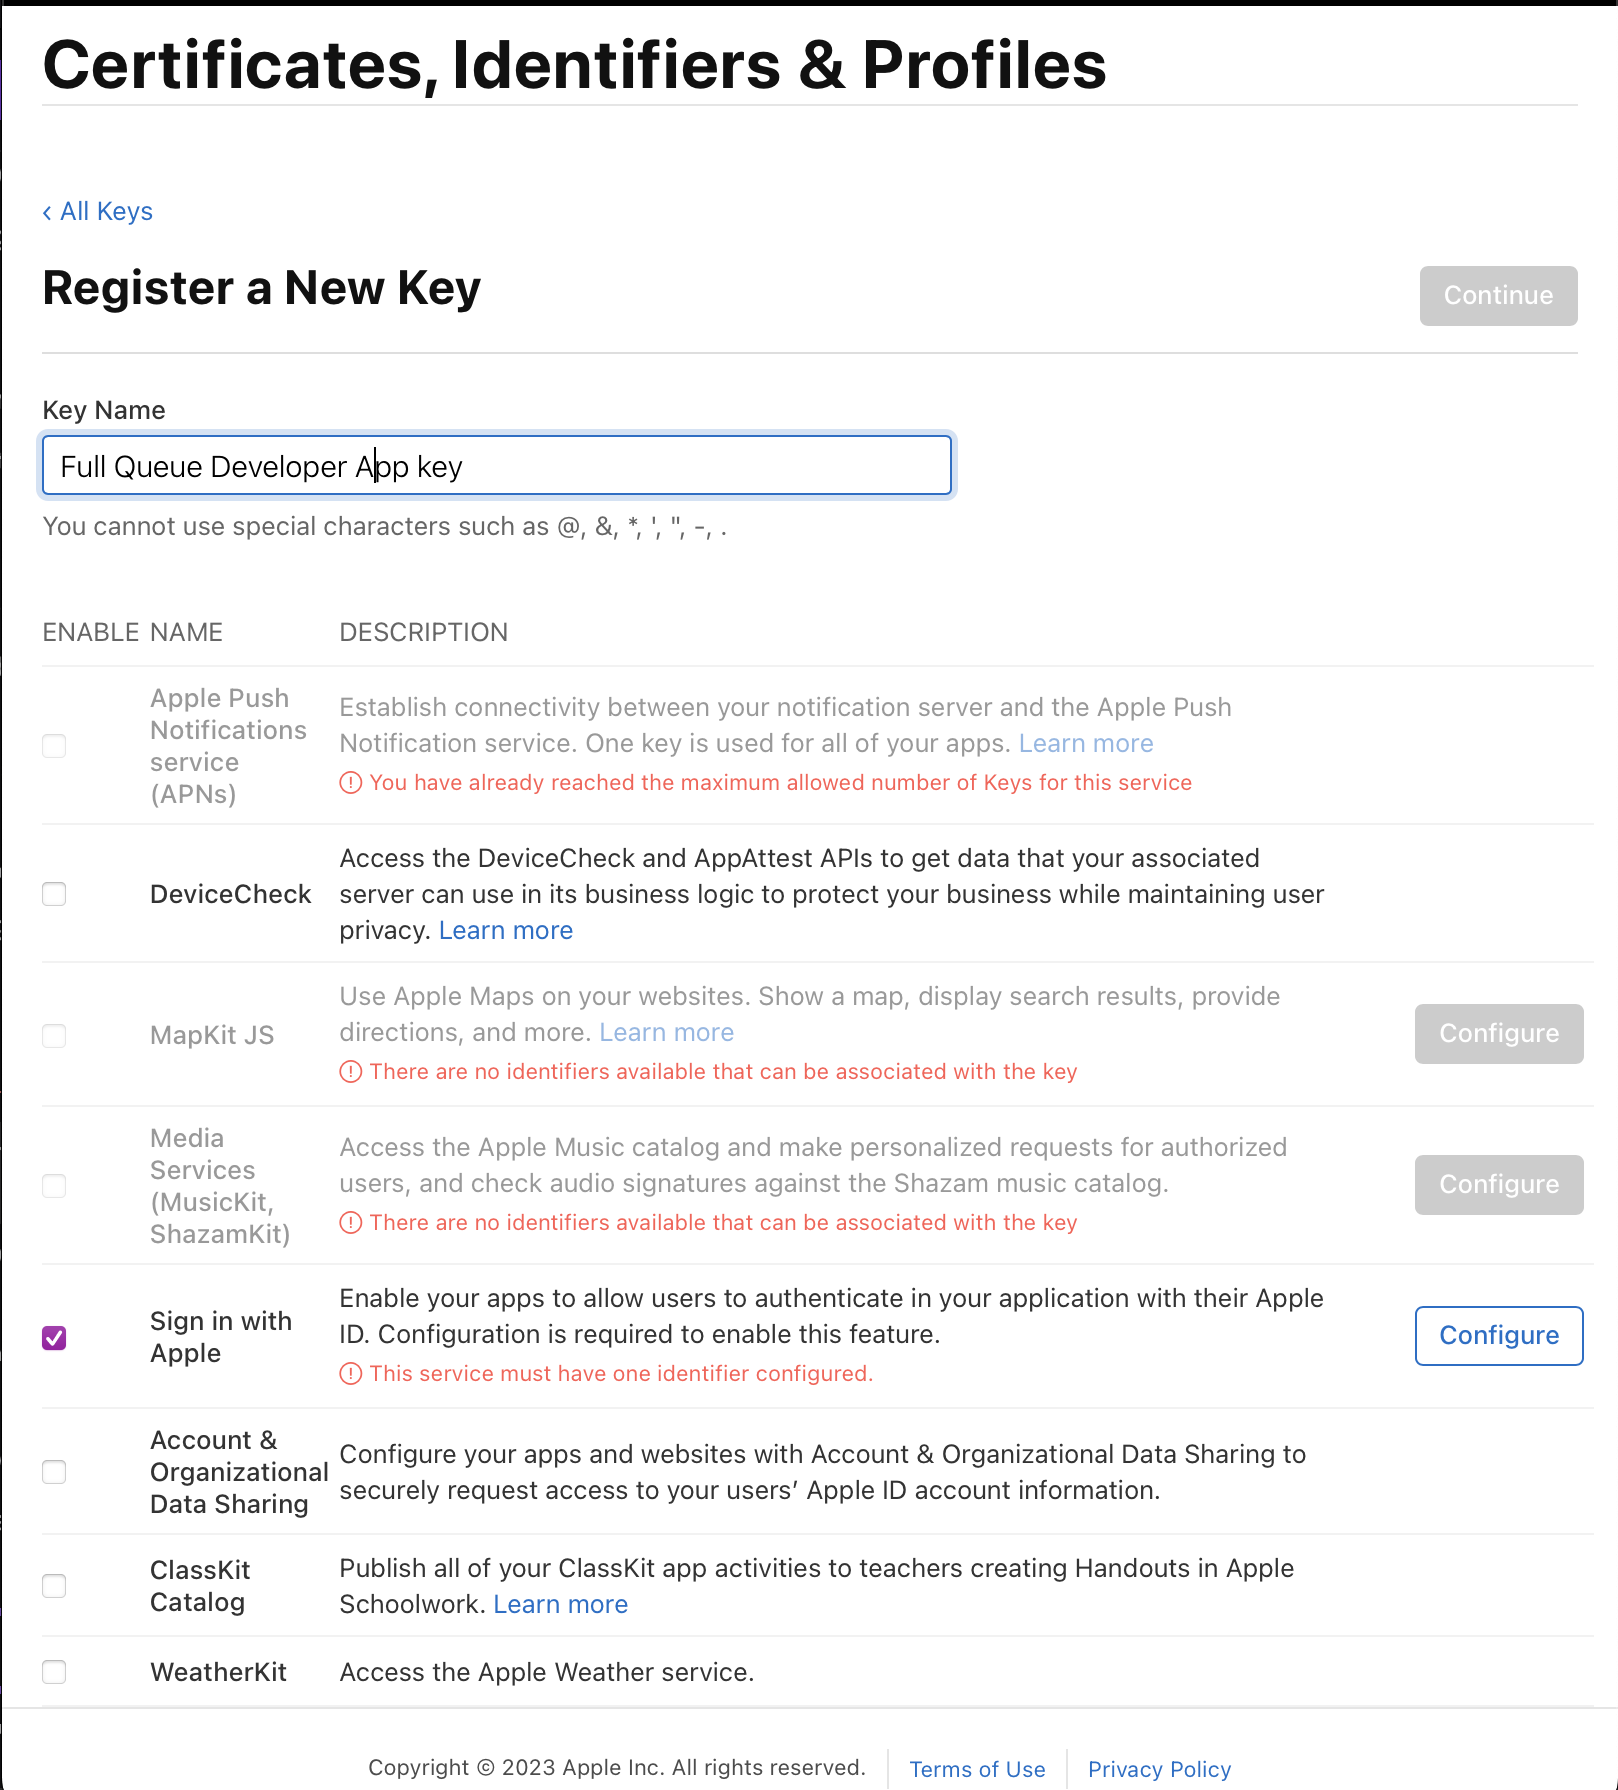 Certificates, Identifiers & Profiles
‹ All Keys
Register a New Key
Continue
Key Name
Full Queue Developer App key
You cannot use special characters such as @, &, *, ', ", -, .
ENABLE NAME DESCRIPTION
Apple Push
Notifications
service
(APNs)
Establish connectivity between your notification server and the Apple Push
Notification service. One key is used for all of your apps. Learn more
You have already reached the maximum allowed number of Keys for this service
DeviceCheck
Access the DeviceCheck and AppAttest APIs to get data that your associated
server can use in its business logic to protect your business while maintaining user
privacy. Learn more
MapKit JS
Use Apple Maps on your websites. Show a map, display search results, provide
directions, and more. Learn more
There are no identifiers available that can be associated with the key
Configure
Media
Services
(MusicKit,
ShazamKit)
Access the Apple Music catalog and make personalized requests for authorized
users, and check audio signatures against the Shazam music catalog.
There are no identifiers available that can be associated with the key
Configure
Sign in with
Apple
Enable your apps to allow users to authenticate in your application with their Apple
ID. Configuration is required to enable this feature.
This service must have one identifier configured.
Configure
Account &
Organizational
Data Sharing
Configure your apps and websites with Account & Organizational Data Sharing to
securely request access to your users’ Apple ID account information.
ClassKit
Catalog
Publish all of your ClassKit app activities to teachers creating Handouts in Apple
Schoolwork. Learn more
WeatherKit
Access the Apple Weather service.
Copyright © 2023 Apple Inc. All rights reserved.
Terms of Use
Privacy Policy